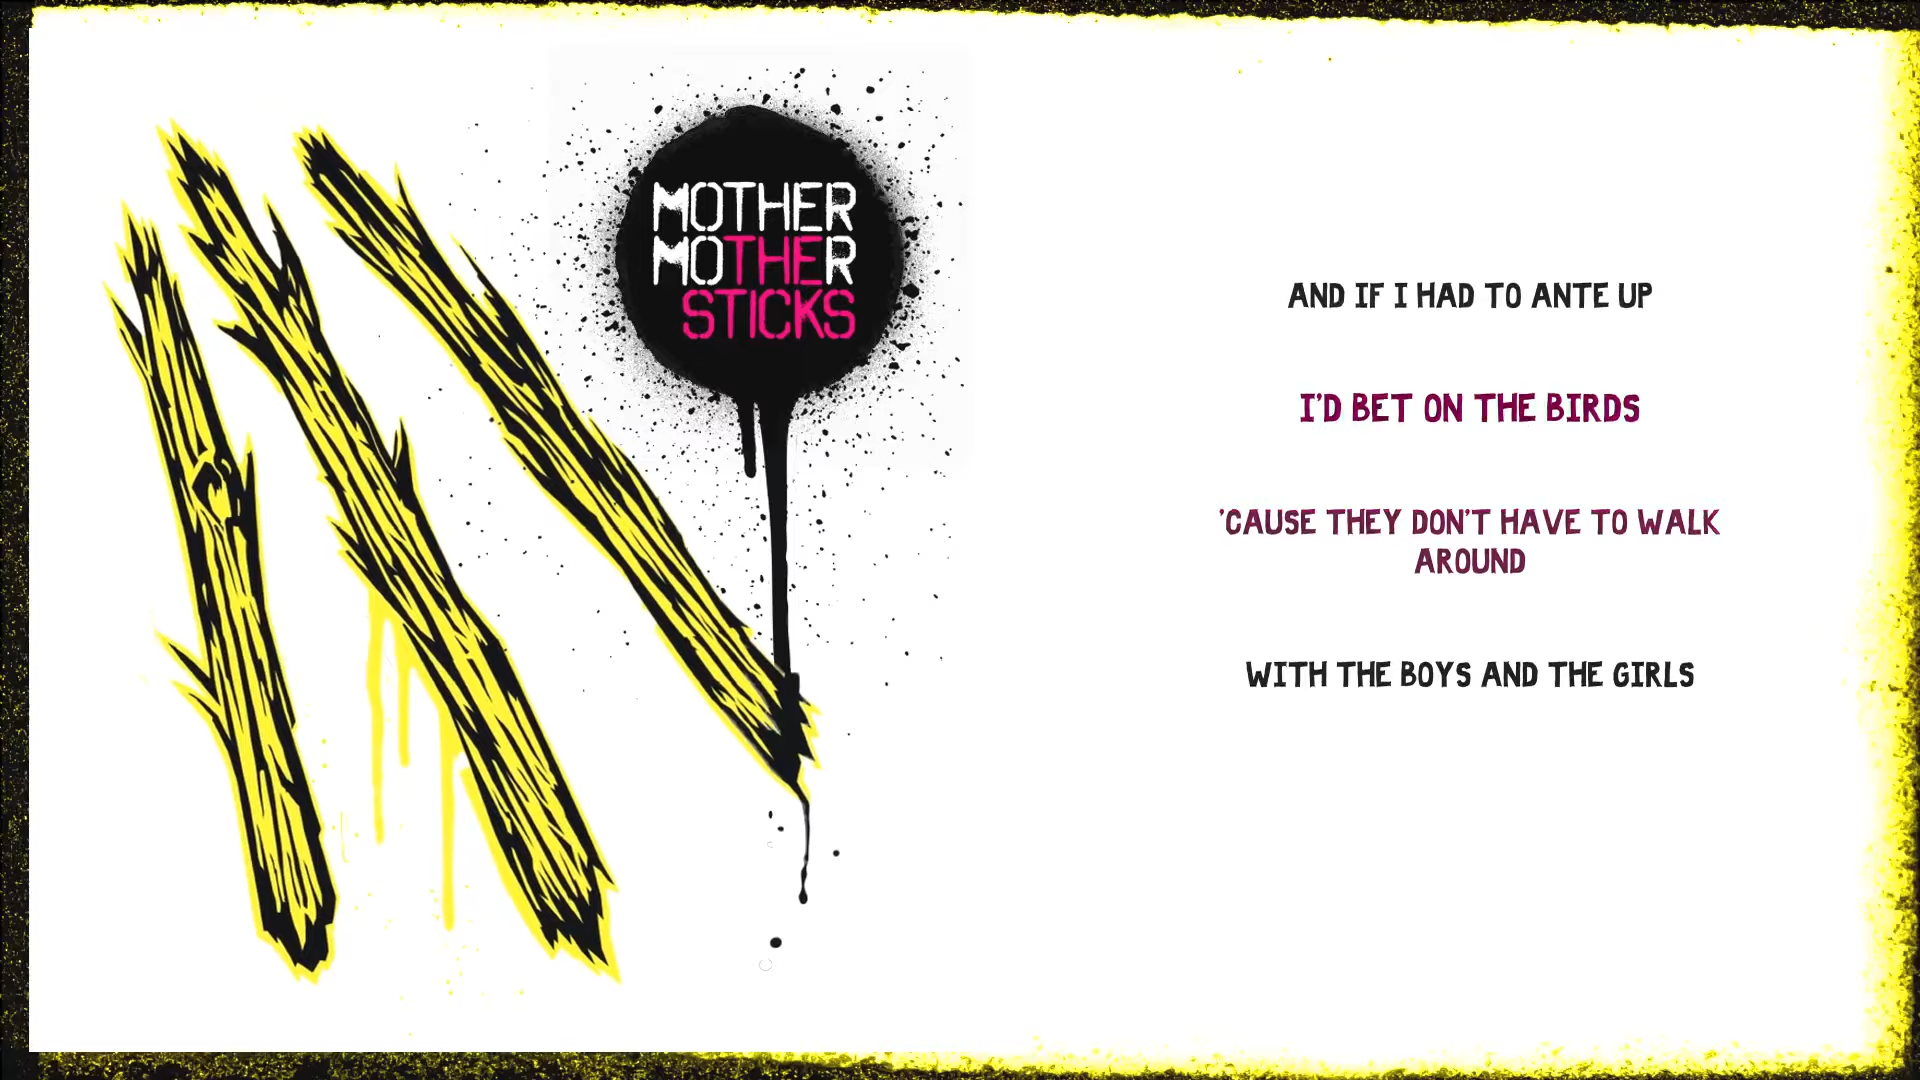 MOTHER
MOTHER
STICKS
AND IF I HAD TO ANTE UP
I'D BET ON THE BIRDS
'CAUSE THEY DON'T HAVE TO WALK
AROUND
WITH THE BOYS AND THE GIRLS